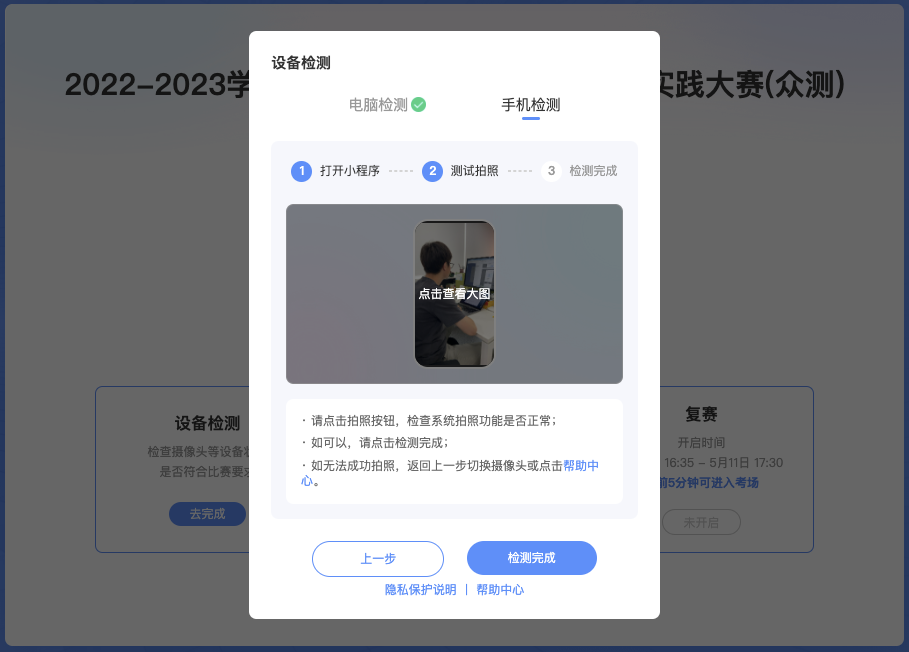 设备检测
2022-2023学
实践大赛(众测)
电脑检测
手机检测
1 打开小程序
2 测试拍照
3 检测完成
点击查看大图
· 请点击拍照按钮，检查系统拍照功能是否正常；
· 如可以，请点击检测完成；
· 如无法成功拍照，返回上一步切换摄像头或点击帮助中
心。
设备检测
检查摄像头等设备
是否符合比赛要
去完成
复赛
开启时间
16:35 - 5月11日 17:30
前5分钟可进入考场
未开启
上一步
检测完成
隐私保护说明 | 帮助中心